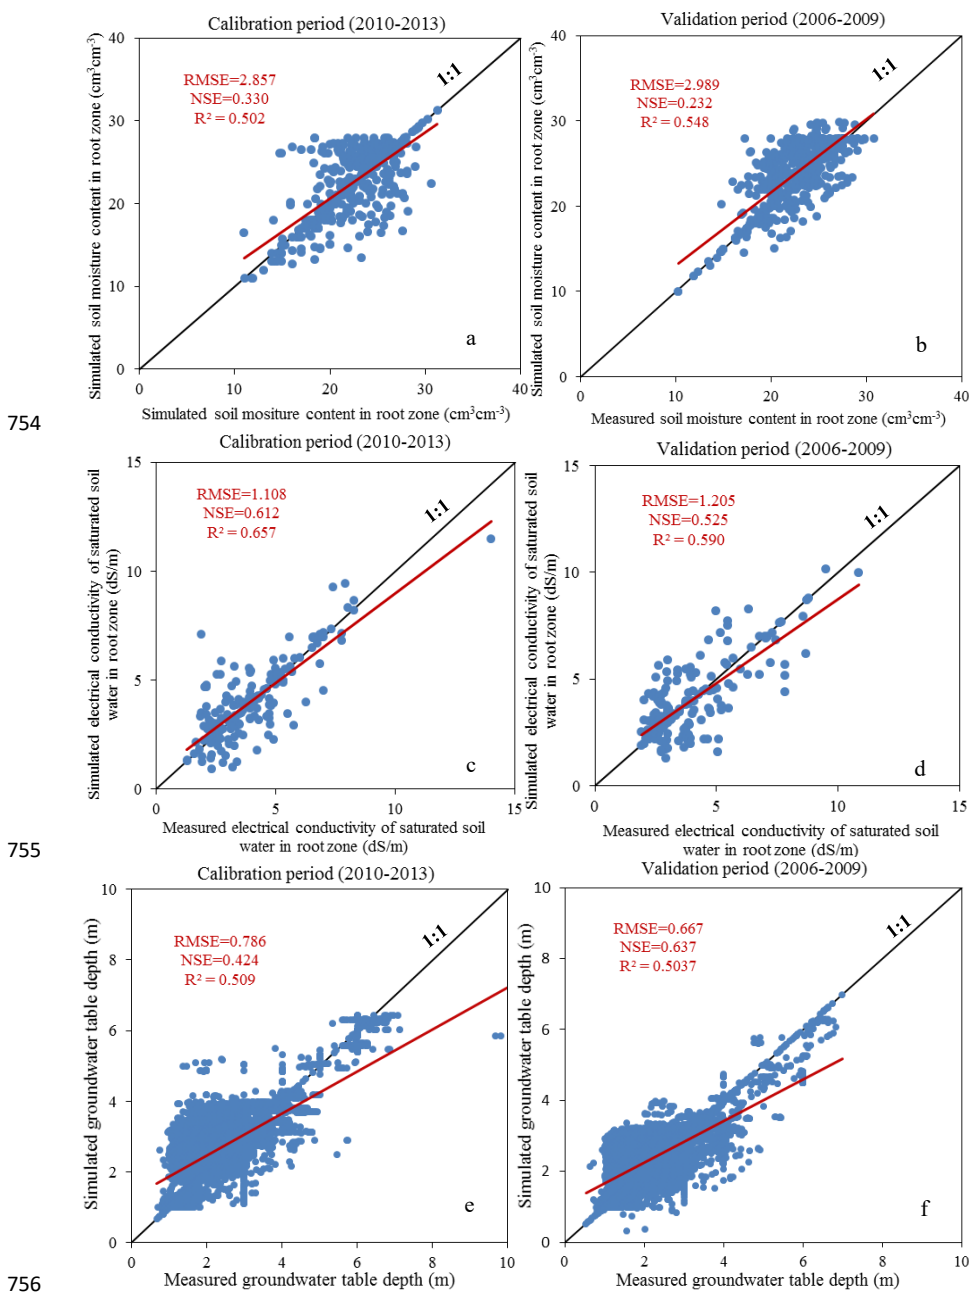 Calibration period (2010-2013)
Simulated soil moisture content in root zone (cm³cm⁻³)
40
30
20
10
0
RMSE=2.857
NSE=0.330
R² = 0.502
1:1
a
0 10 20 30 40
Simulated soil mositure content in root zone (cm³cm⁻³)
Validation period (2006-2009)
Simulated soil moisture content in root zone (cm³cm⁻³)
40
30
20
10
0
RMSE=2.989
NSE=0.232
R² = 0.548
1:1
b
0 10 20 30 40
Measured soil moisture content in root zone (cm³cm⁻³)
754
Calibration period (2010-2013)
Simulated electrical conductivity of saturated soil
water in root zone (dS/m)
15
10
5
0
RMSE=1.108
NSE=0.612
R² = 0.657
1:1
c
0 5 10 15
Measured electrical conductivity of saturated soil
water in root zone (dS/m)
Validation period (2006-2009)
Simulated electrical conductivity of saturated soil
water in root zone (dS/m)
15
10
5
0
RMSE=1.205
NSE=0.525
R² = 0.590
1:1
d
0 5 10 15
Measured electrical conductivity of saturated soil
water in root zone (dS/m)
755
Calibration period (2010-2013)
Simulated groundwater table depth (m)
10
8
6
4
2
0
RMSE=0.786
NSE=0.424
R² = 0.509
1:1
e
0 2 4 6 8 10
Measured groundwater table depth (m)
Validation period (2006-2009)
Simulated groundwater table depth (m)
10
8
6
4
2
0
RMSE=0.667
NSE=0.637
R² = 0.5037
1:1
f
0 2 4 6 8 10
Measured groundwater table depth (m)
756